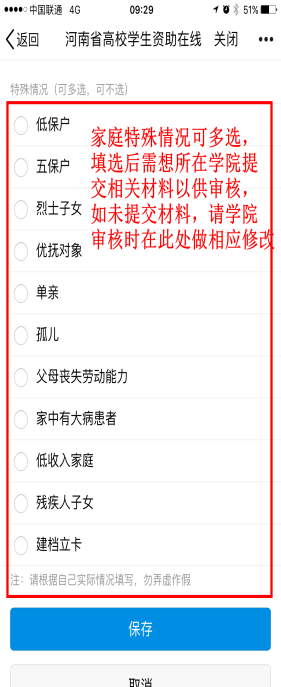 中国联通 4G 09:29 51%
返回 河南省高校学生资助在线 关闭
特殊情况（可多选，可不选）
低保户
家庭特殊情况可多选，
五保户
填选后需想所在学院提
交相关材料以供审核，
烈士子女
如未提交材料，请学院
优抚对象
审核时在此处做相应修改
单亲
孤儿
父母丧失劳动能力
家中有大病患者
低收入家庭
残疾人子女
建档立卡
注：请根据自己实际情况填写，勿弄虚作假
保存
取消